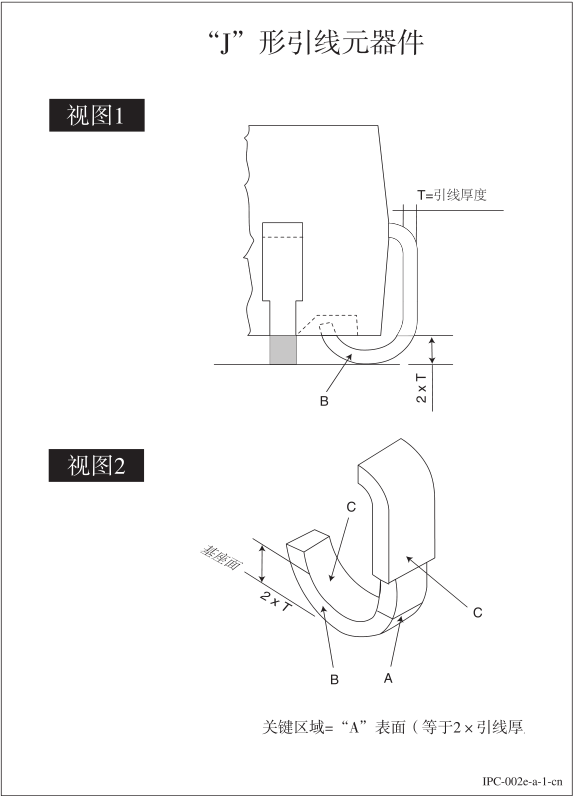 “J”形引线元器件
视图1
T=引线厚度
B
2 x T
视图2
C
基座面
2 x T
C
B
A
关键区域= “A” 表面（等于2 × 引线厚
IPC-002e-a-1-cn